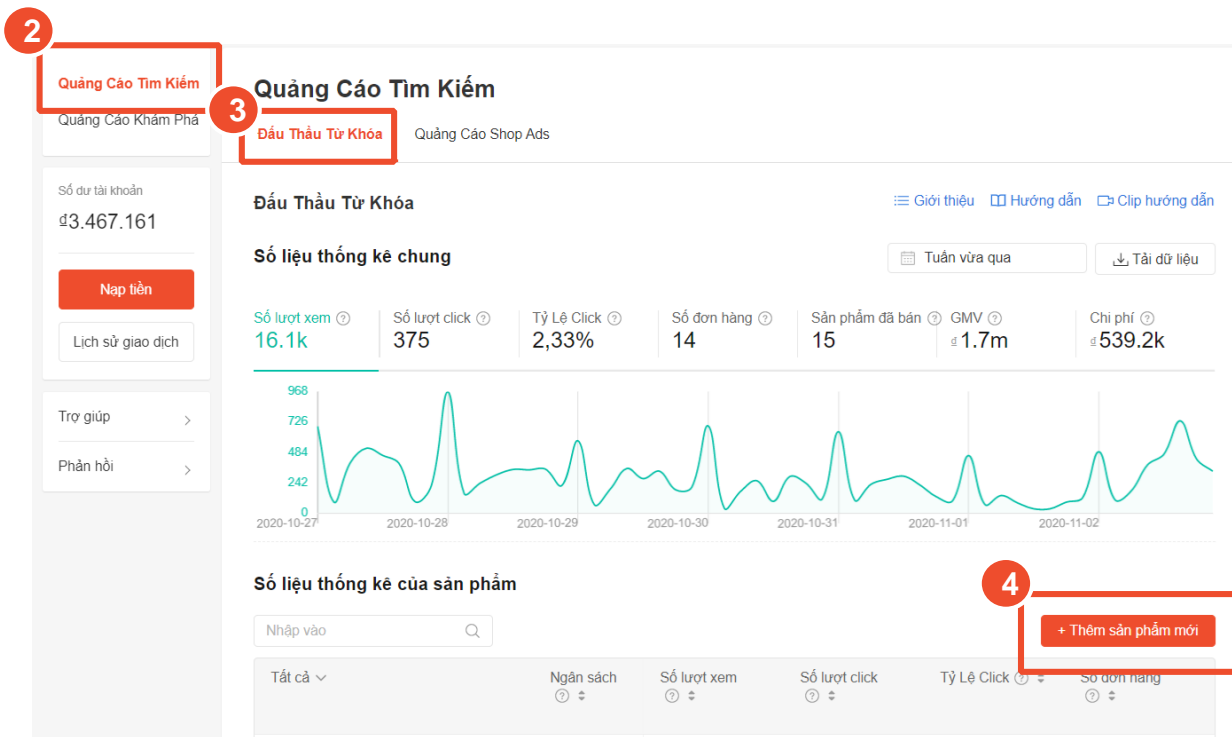 2
Quảng Cáo Tìm Kiếm
Quảng Cáo Khám Phá
Số dư tài khoản
₫3.467.161
Nạp tiền
Lịch sử giao dịch
Trợ giúp
Phản hồi
Quảng Cáo Tìm Kiếm
3
Đấu Thầu Từ Khóa
Quảng Cáo Shop Ads
Đấu Thầu Từ Khóa
Giới thiệu
Hướng dẫn
Clip hướng dẫn
Số liệu thống kê chung
Tuần vừa qua
Tải dữ liệu
Số lượt xem
16.1k
Số lượt click
375
Tỷ Lệ Click
2,33%
Số đơn hàng
14
Sản phẩm đã bán
15
GMV
₫1.7m
Chi phí
₫539.2k
968
726
484
242
0
2020-10-27
2020-10-28
2020-10-29
2020-10-30
2020-10-31
2020-11-01
2020-11-02
Số liệu thống kê của sản phẩm
4
Nhập vào
+ Thêm sản phẩm mới
Tất cả
Ngân sách
Số lượt xem
Số lượt click
Tỷ Lệ Click
Số đơn hàng